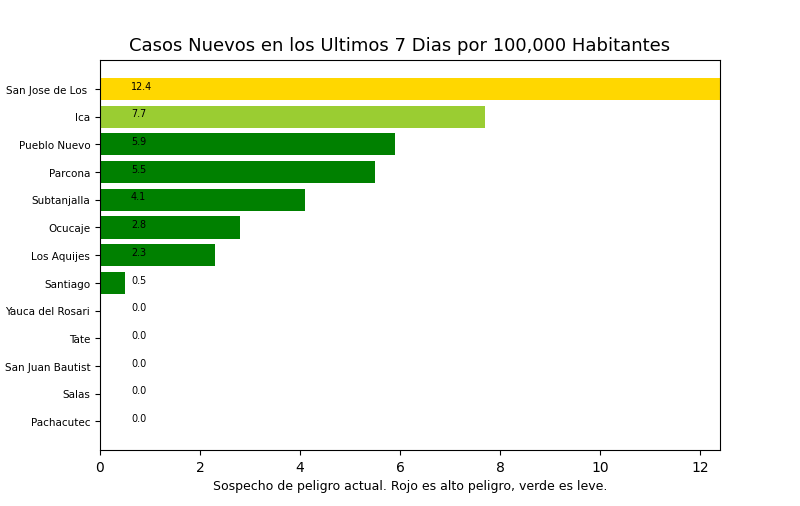 Casos Nuevos en los Ultimos 7 Dias por 100,000 Habitantes
San Jose de Los 12.4
Ica 7.7
Pueblo Nuevo 5.9
Parcona 5.5
Subtanjalla 4.1
Ocucaje 2.8
Los Aquijes 2.3
Santiago 0.5
Yauca del Rosari 0.0
Tate 0.0
San Juan Bautist 0.0
Salas 0.0
Pachacutec 0.0
0 2 4 6 8 10 12
Sospecho de peligro actual. Rojo es alto peligro, verde es leve.